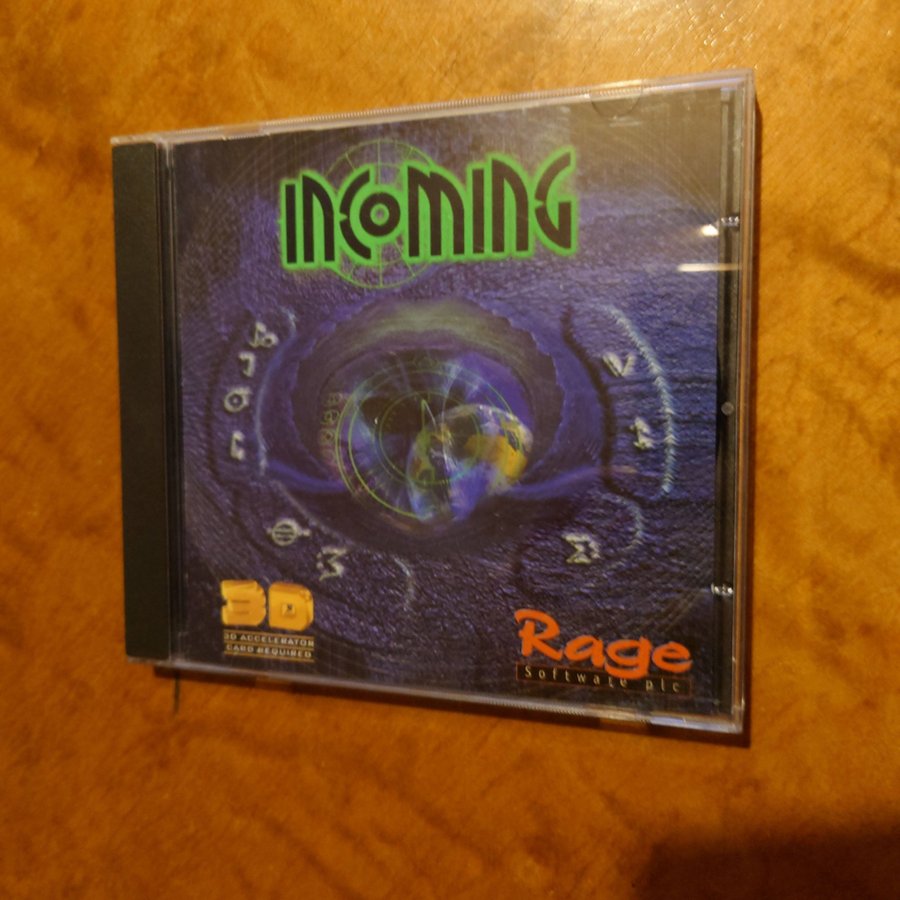 INCOMING
3D
3D ACCELERATOR
CARD REQUIRED
Rage
Software plc